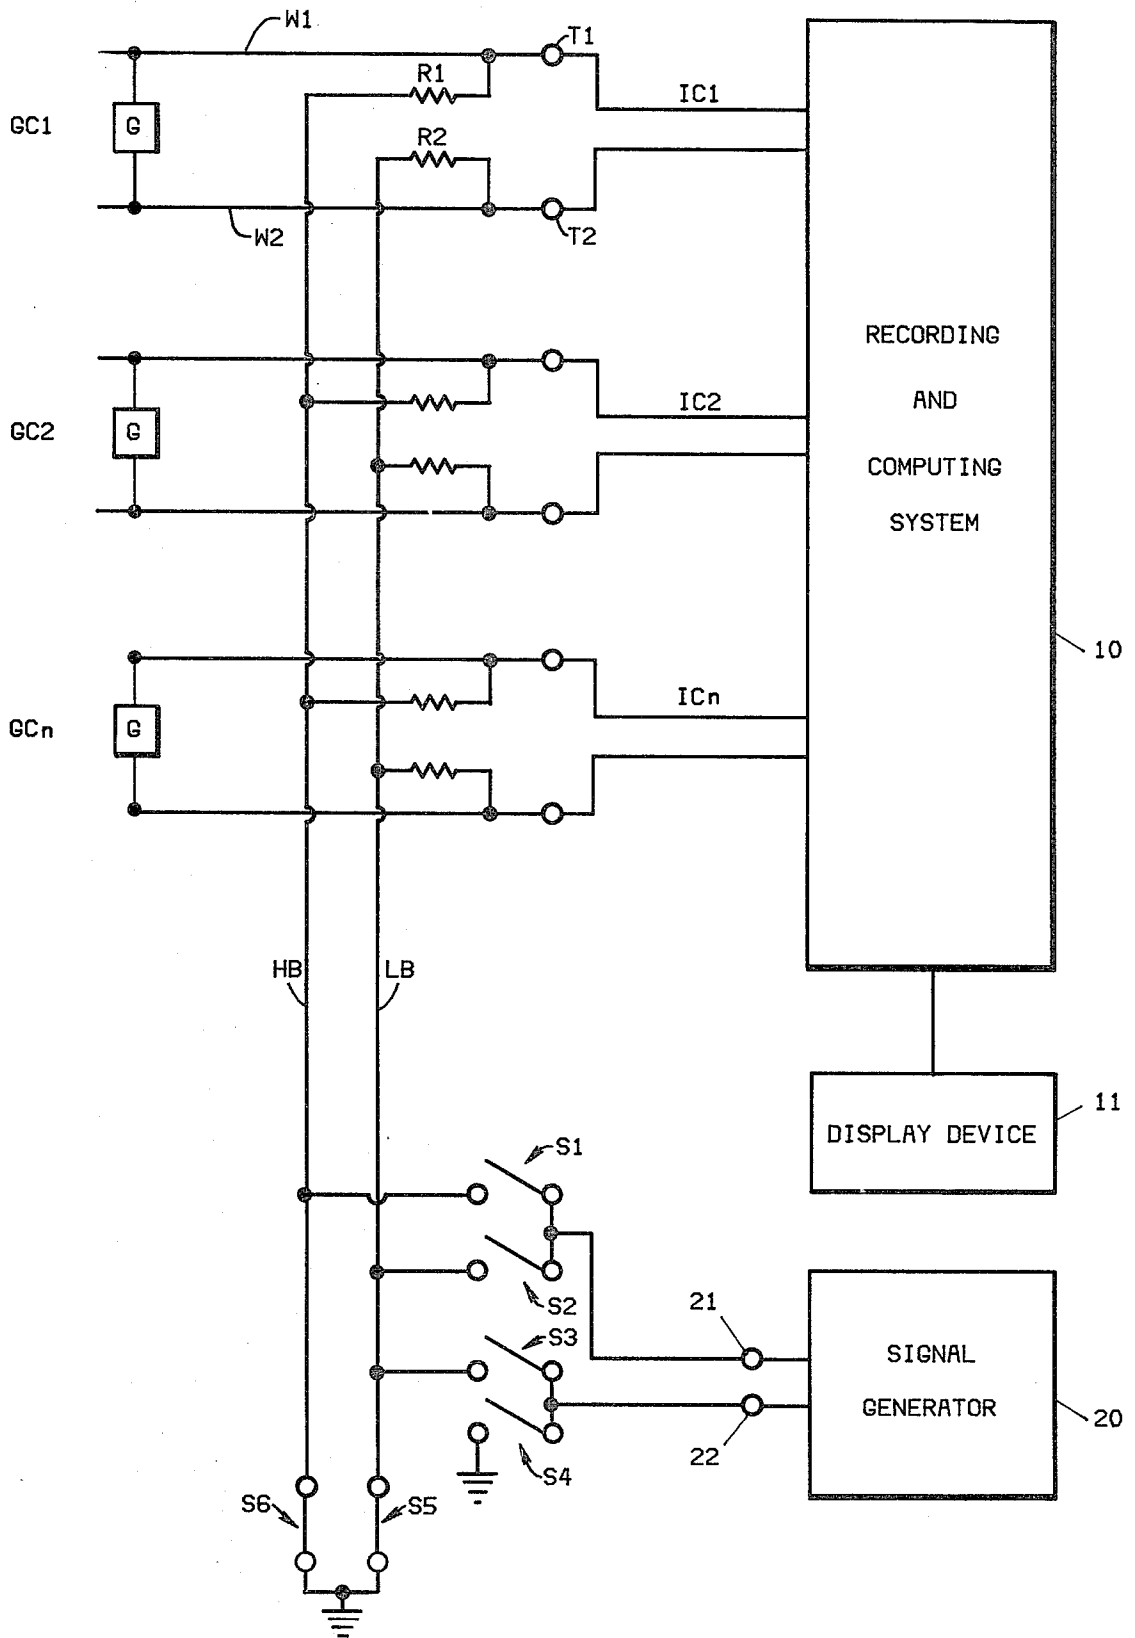 W1
T1
R1
IC1
GC1
G
R2
W2
T2
RECORDING
AND
COMPUTING
SYSTEM
IC2
GC2
G
10
ICn
GCn
G
HB
LB
11
DISPLAY DEVICE
S1
S2
21
S3
SIGNAL
GENERATOR
20
22
S4
S6
S5